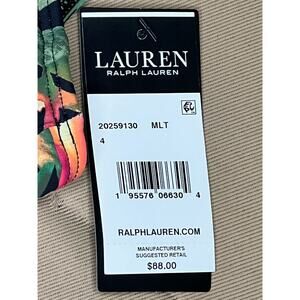 LAUREN
RALPH LAUREN
20259130 MLT
4
1 95576 06630 4
RALPHLAUREN.COM
MANUFACTURER'S
SUGGESTED RETAIL
$88.00